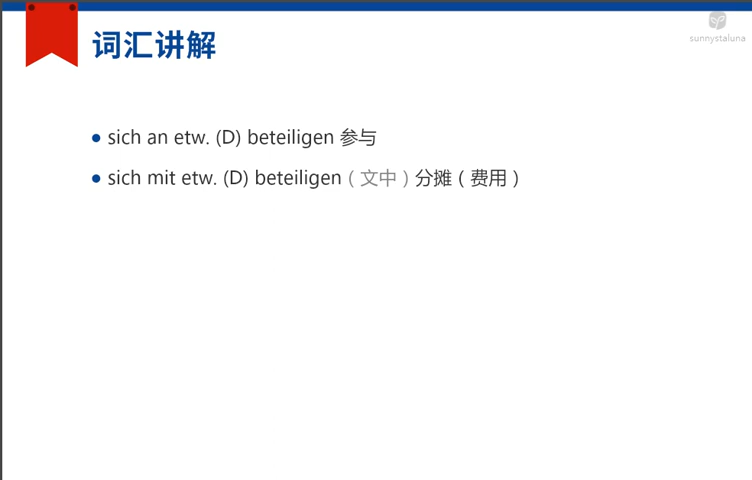 词汇讲解
sunnystaluna
● sich an etw. (D) beteiligen 参与
● sich mit etw. (D) beteiligen（文中）分摊（费用）